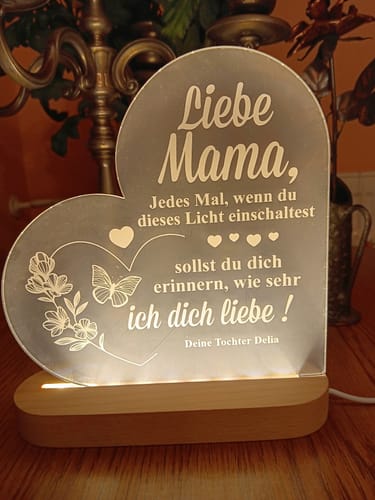 Liebe
Mama,
Jedes Mal, wenn du
dieses Licht einschaltest
sollst du dich
erinnern, wie sehr
ich dich liebe !
Deine Tochter Delia